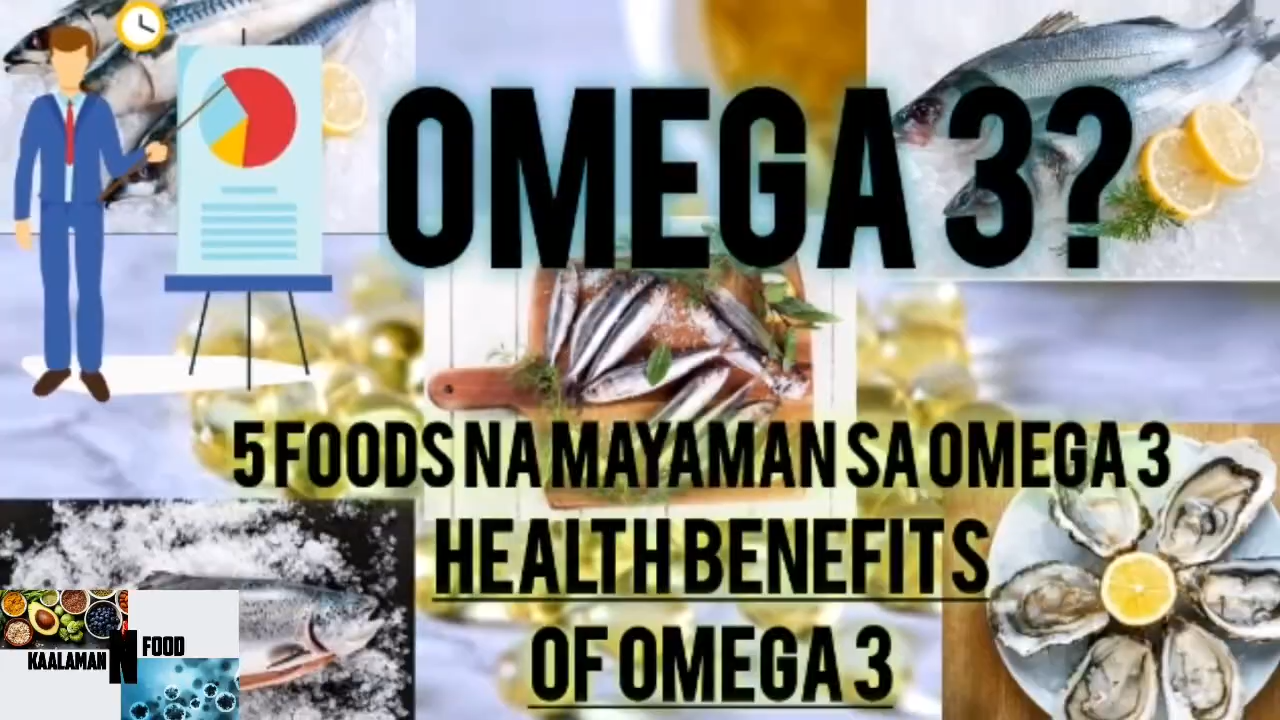 OMEGA 3?
5 FOODS NA MAYAMAN SA OMEGA 3
HEALTH BENEFITS
OF OMEGA 3
KAALAMAN N FOOD